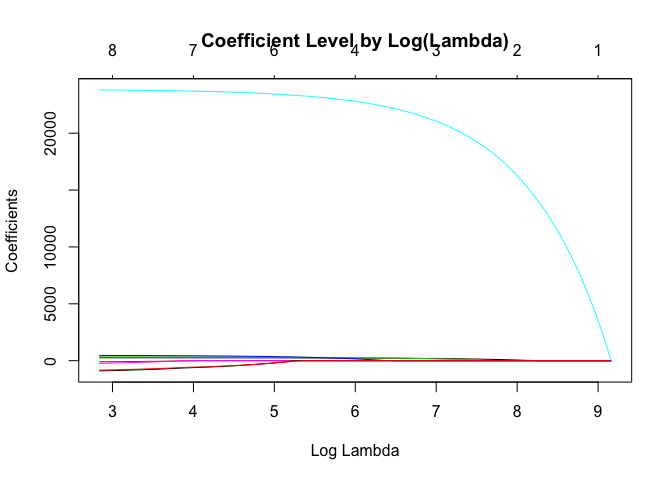 Coefficient Level by Log(Lambda)
8 7 6 4 3 2 1
Coefficients
20000
10000
5000
0
3 4 5 6 7 8 9
Log Lambda